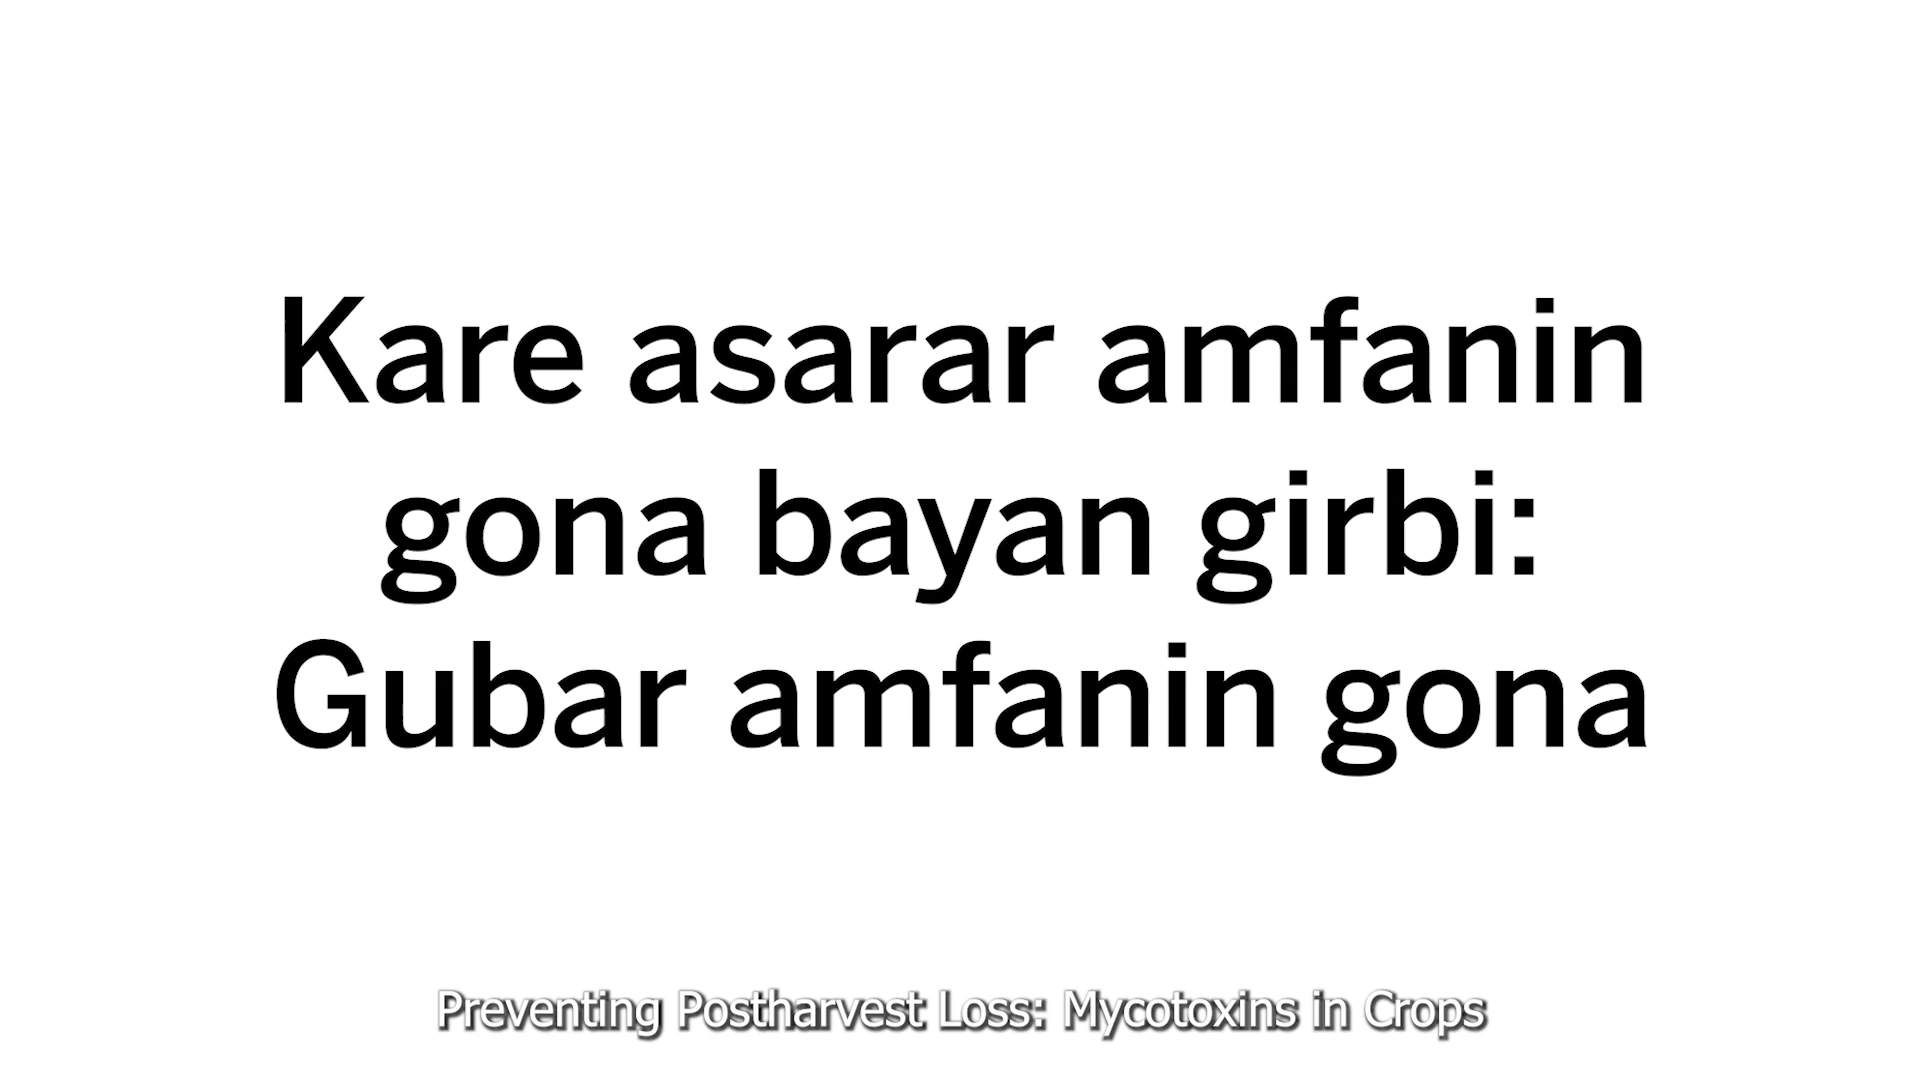 Kare asarar amfanin
gona bayan girbi:
Gubar amfanin gona
Preventing Postharvest Loss: Mycotoxins in Crops